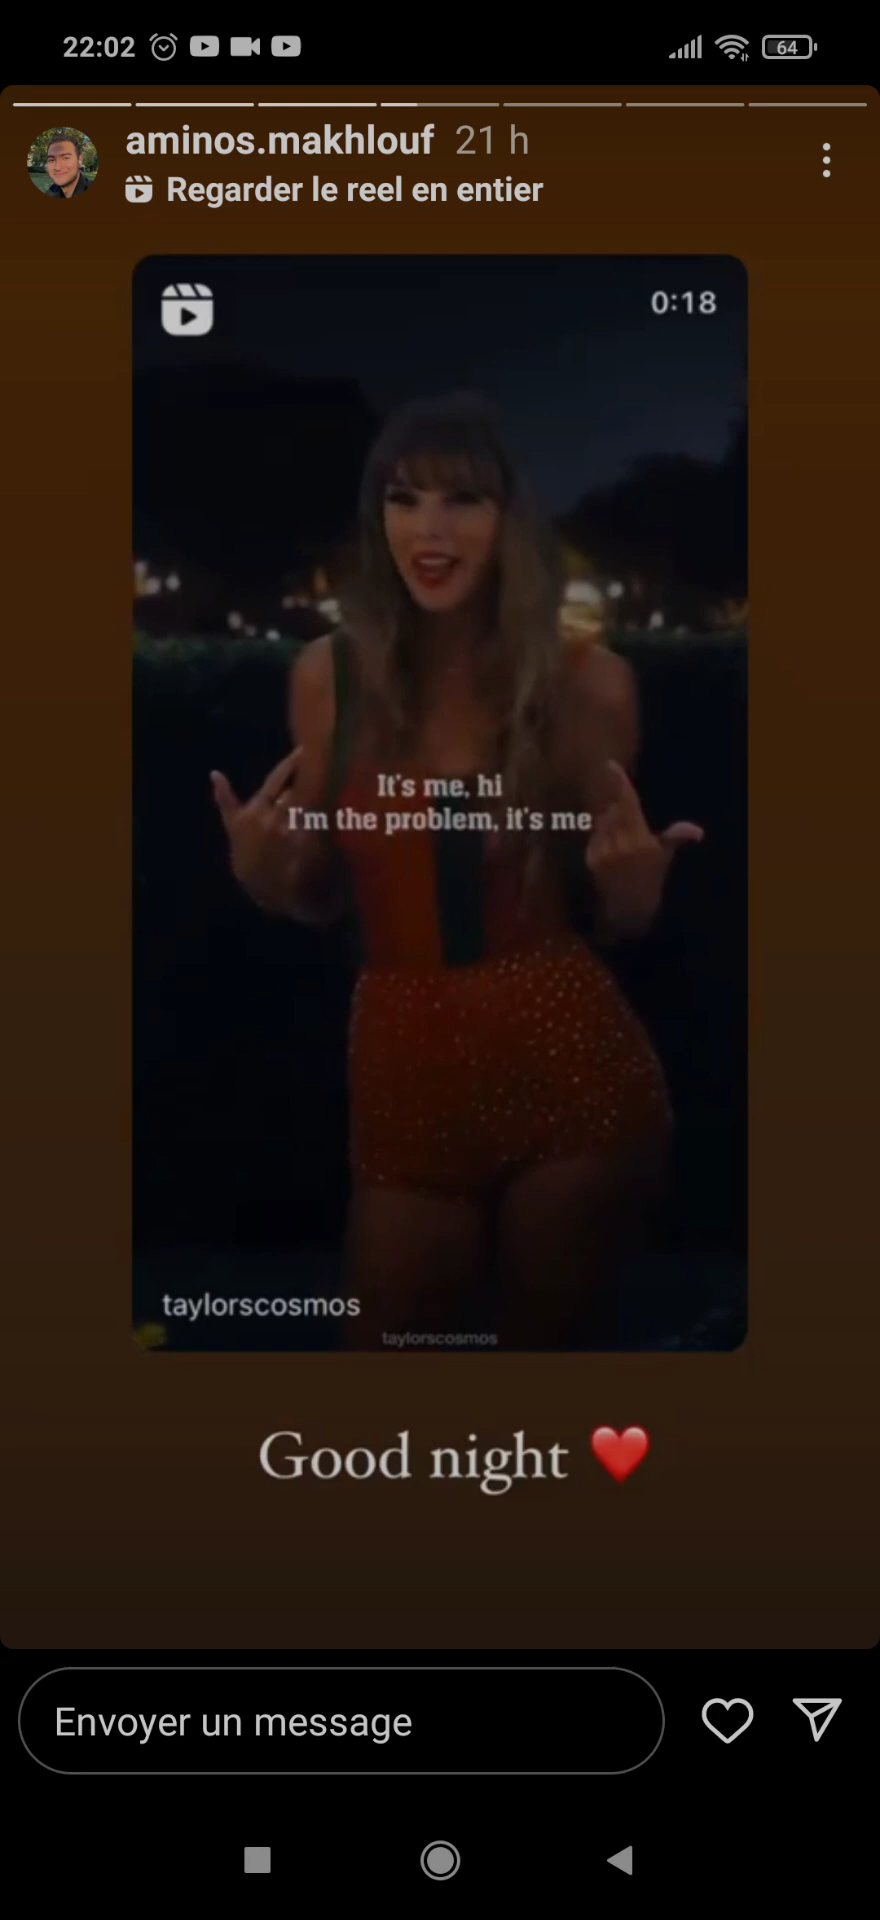 22:02
64
aminos.makhlouf 21 h
Regarder le reel en entier
0:18
It's me, hi
I'm the problem, it's me
taylorscosmos
taylorscosmos
Good night ❤️
Envoyer un message